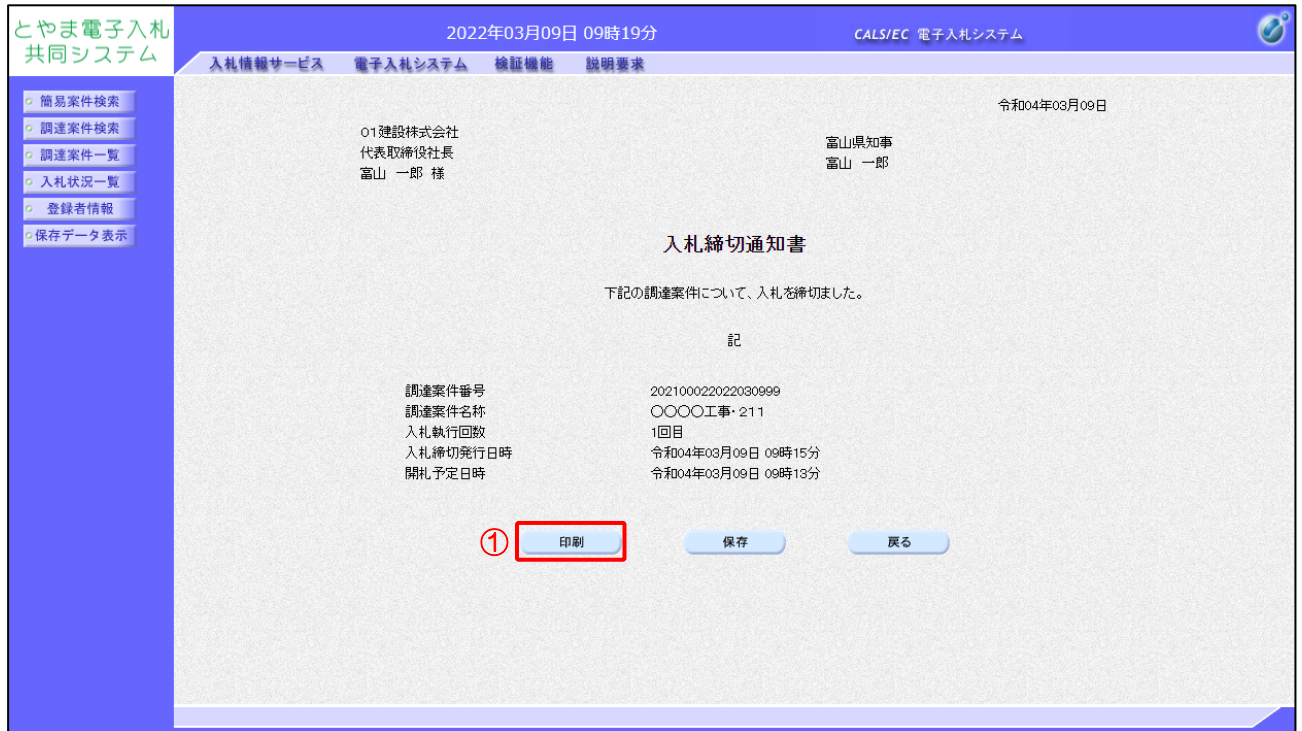 とやま電子入札
共同システム
2022年03月09日 09時19分
CALS/EC 電子入札システム
入札情報サービス 電子入札システム 検証機能 説明要求
簡易案件検索
調達案件検索
調達案件一覧
入札状況一覧
登録者情報
保存データ表示
令和04年03月09日
01建設株式会社
代表取締役社長
富山 一郎 様
富山県知事
富山 一郎
入札締切通知書
下記の調達案件について、入札を締切ました。
記
調達案件番号 202100022022030999
調達案件名称 〇〇〇〇工事・211
入札執行回数 1回目
入札締切発行日時 令和04年03月09日 09時15分
開札予定日時 令和04年03月09日 09時13分
① 印刷 保存 戻る